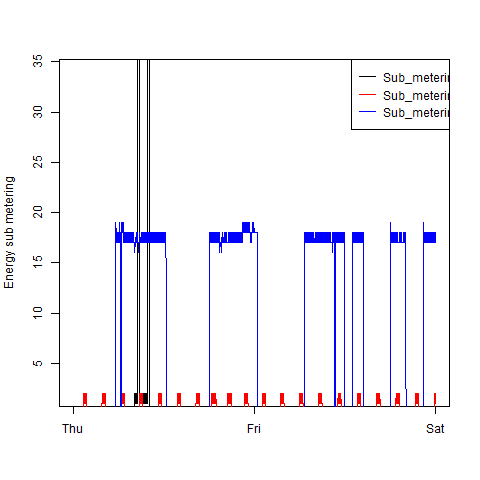 35
30
25
20
15
10
5
Energy sub metering
Thu
Fri
Sat
Sub_meterin
Sub_meterin
Sub_meterin